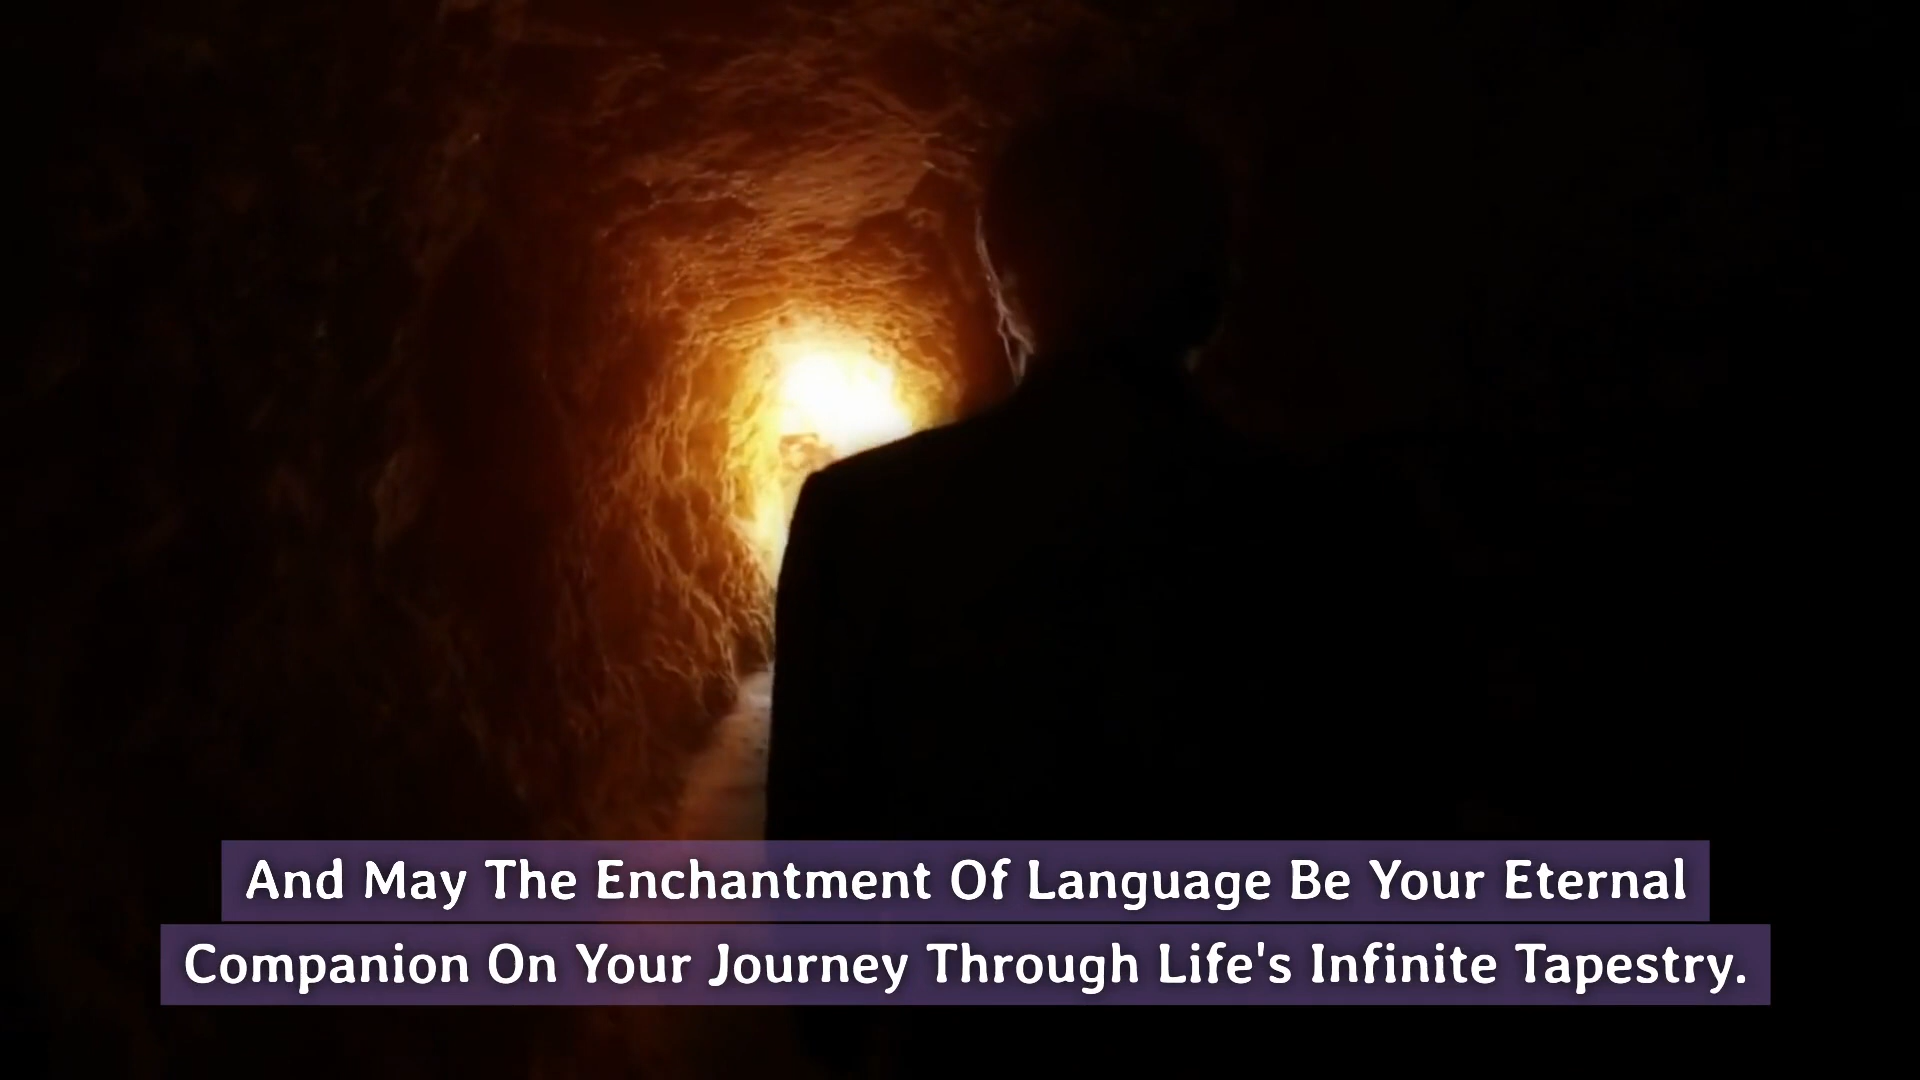 And May The Enchantment Of Language Be Your Eternal
Companion On Your Journey Through Life's Infinite Tapestry.